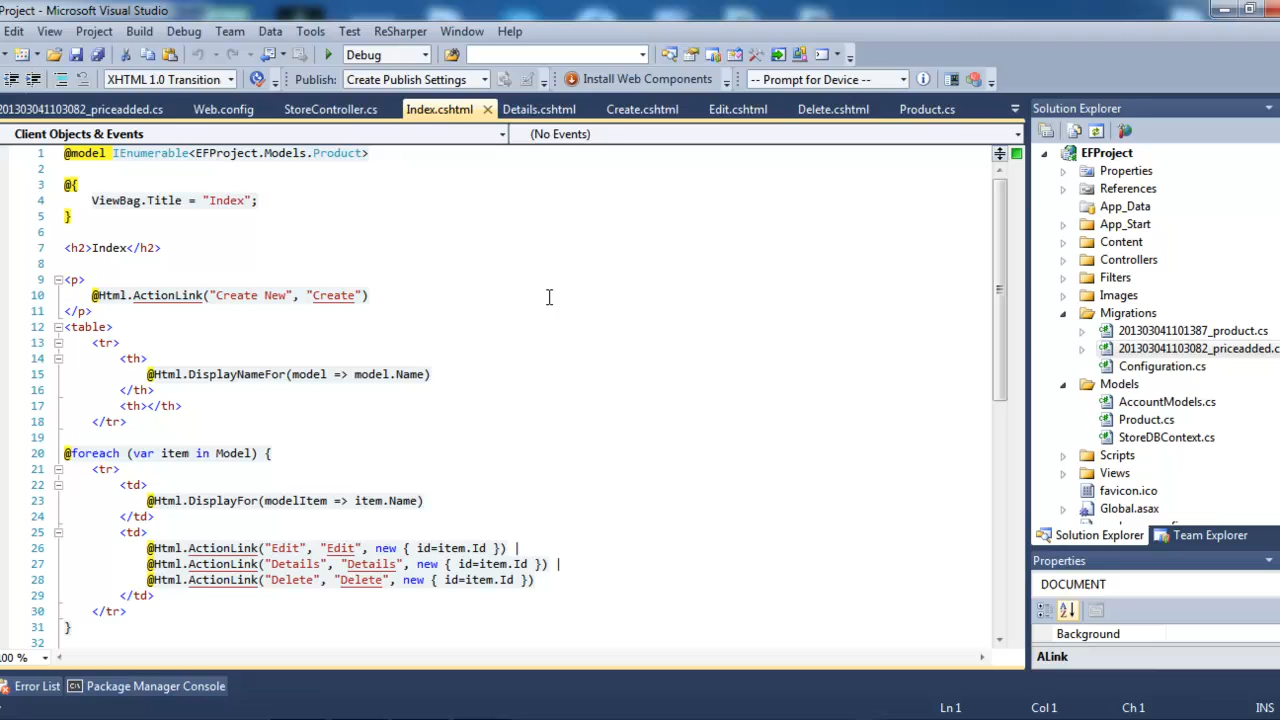 Project - Microsoft Visual Studio
Edit View Project Build Debug Team Data Tools Test ReSharper Window Help
Debug
XHTML 1.0 Transition Publish: Create Publish Settings Install Web Components -- Prompt for Device --
201303041103082_priceadded.cs Web.config StoreController.cs Index.cshtml Details.cshtml Create.cshtml Edit.cshtml Delete.cshtml Product.cs
Client Objects & Events (No Events)
1 @model IEnumerable<EFProject.Models.Product>
2
3 @{
4 ViewBag.Title = "Index";
5 }
6
7 <h2>Index</h2>
8
9 <p>
10 @Html.ActionLink("Create New", "Create")
11 </p>
12 <table>
13 <tr>
14 <th>
15 @Html.DisplayNameFor(model => model.Name)
16 </th>
17 <th></th>
18 </tr>
19
20 @foreach (var item in Model) {
21 <tr>
22 <td>
23 @Html.DisplayFor(modelItem => item.Name)
24 </td>
25 <td>
26 @Html.ActionLink("Edit", "Edit", new { id=item.Id }) |
27 @Html.ActionLink("Details", "Details", new { id=item.Id }) |
28 @Html.ActionLink("Delete", "Delete", new { id=item.Id })
29 </td>
30 </tr>
31 }
32
00 %
Error List Package Manager Console
Ln 1 Col 1 Ch 1 INS
Solution Explorer
EFProject
Properties
References
App_Data
App_Start
Content
Controllers
Filters
Images
Migrations
201303041101387_product.cs
201303041103082_priceadded.c
Configuration.cs
Models
AccountModels.cs
Product.cs
StoreDBContext.cs
Scripts
Views
favicon.ico
Global.asax
Solution Explorer Team Explorer
Properties
DOCUMENT
Background
ALink